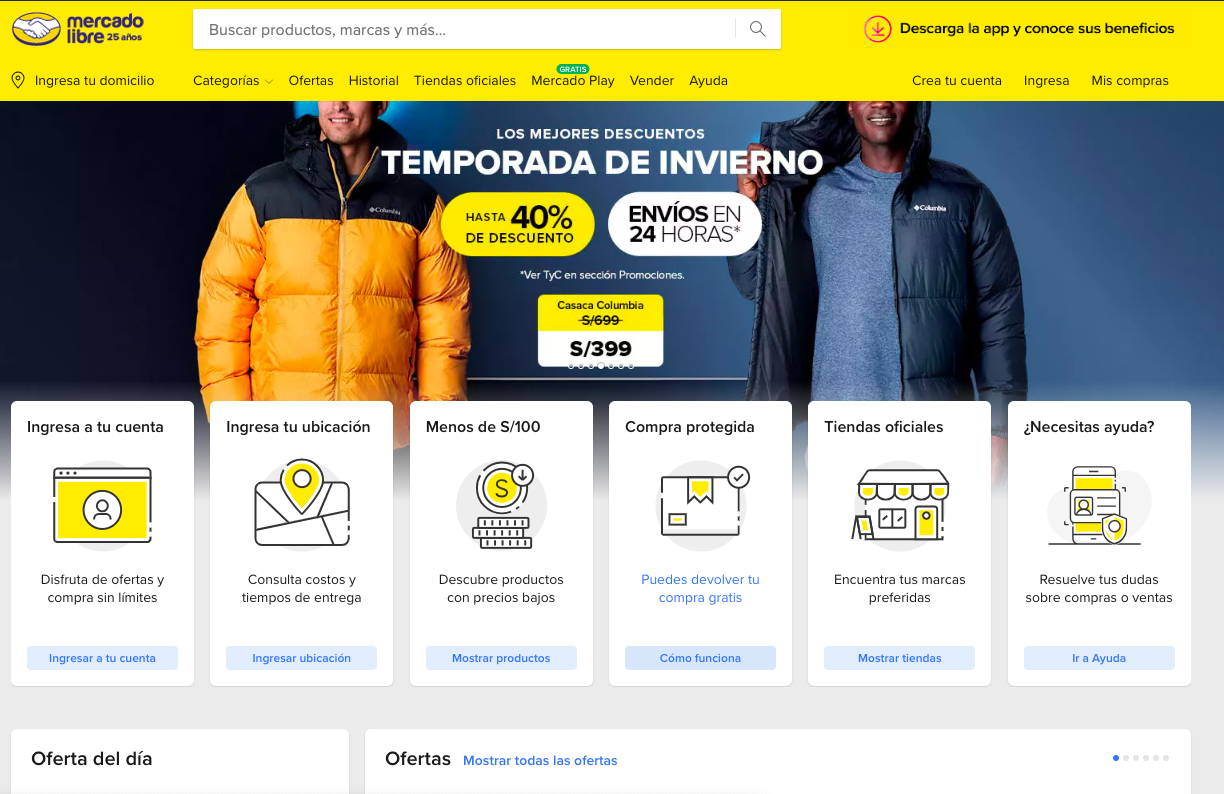 mercado
libre 25 años
Buscar productos, marcas y más...
Descarga la app y conoce sus beneficios
Ingresa tu domicilio
Categorías
Ofertas
Historial
Tiendas oficiales
GRATIS
Mercado Play
Vender
Ayuda
Crea tu cuenta
Ingresa
Mis compras
LOS MEJORES DESCUENTOS
TEMPORADA DE INVIERNO
HASTA 40%
DE DESCUENTO
ENVÍOS EN
24 HORAS*
*Ver TyC en sección Promociones.
Columbia
Columbia
Casaca Columbia
S/699
S/399
Ingresa a tu cuenta
Disfruta de ofertas y
compra sin límites
Ingresar a tu cuenta
Ingresa tu ubicación
Consulta costos y
tiempos de entrega
Ingresar ubicación
Menos de S/100
S
Descubre productos
con precios bajos
Mostrar productos
Compra protegida
Puedes devolver tu
compra gratis
Cómo funciona
Tiendas oficiales
Encuentra tus marcas
preferidas
Mostrar tiendas
¿Necesitas ayuda?
Resuelve tus dudas
sobre compras o ventas
Ir a Ayuda
Oferta del día
Ofertas
Mostrar todas las ofertas